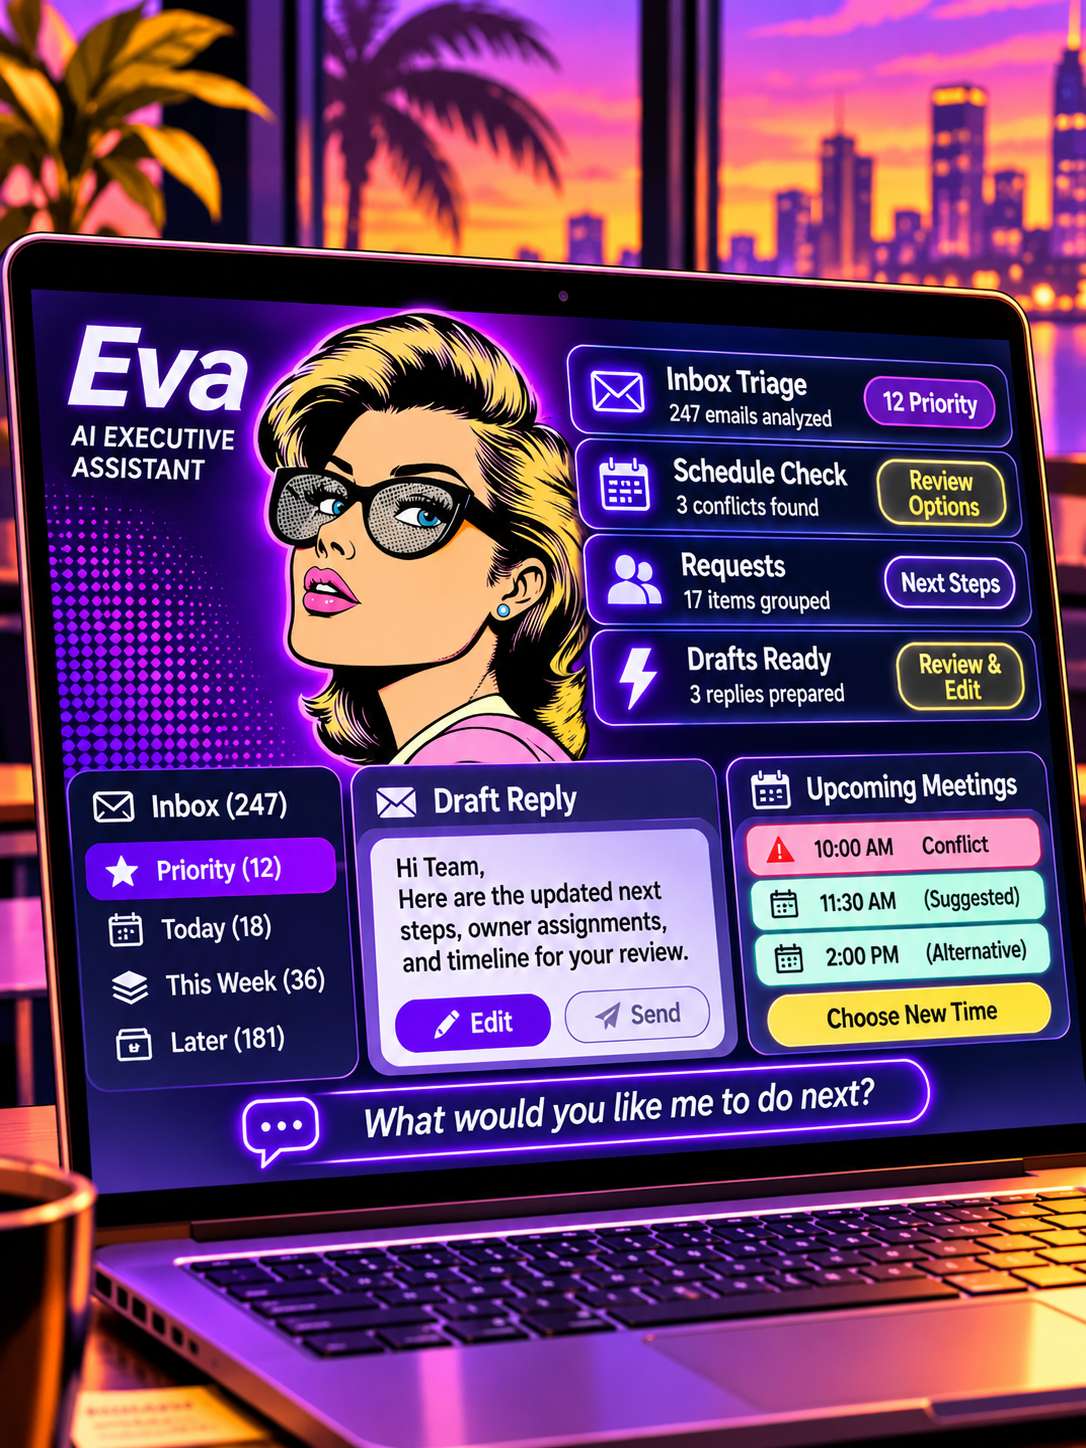 Eva
AI EXECUTIVE
ASSISTANT
Inbox Triage
247 emails analyzed
12 Priority
Schedule Check
3 conflicts found
Review
Options
Requests
17 items grouped
Next Steps
Drafts Ready
3 replies prepared
Review &
Edit
Inbox (247)
Priority (12)
Today (18)
This Week (36)
Later (181)
Draft Reply
Hi Team,
Here are the updated next
steps, owner assignments,
and timeline for your review.
Edit
Send
Upcoming Meetings
10:00 AM Conflict
11:30 AM (Suggested)
2:00 PM (Alternative)
Choose New Time
What would you like me to do next?